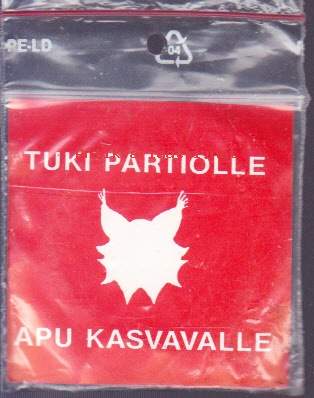 PE-LD
04
TUKI PARTIOLLE
APU KASVAVALLE